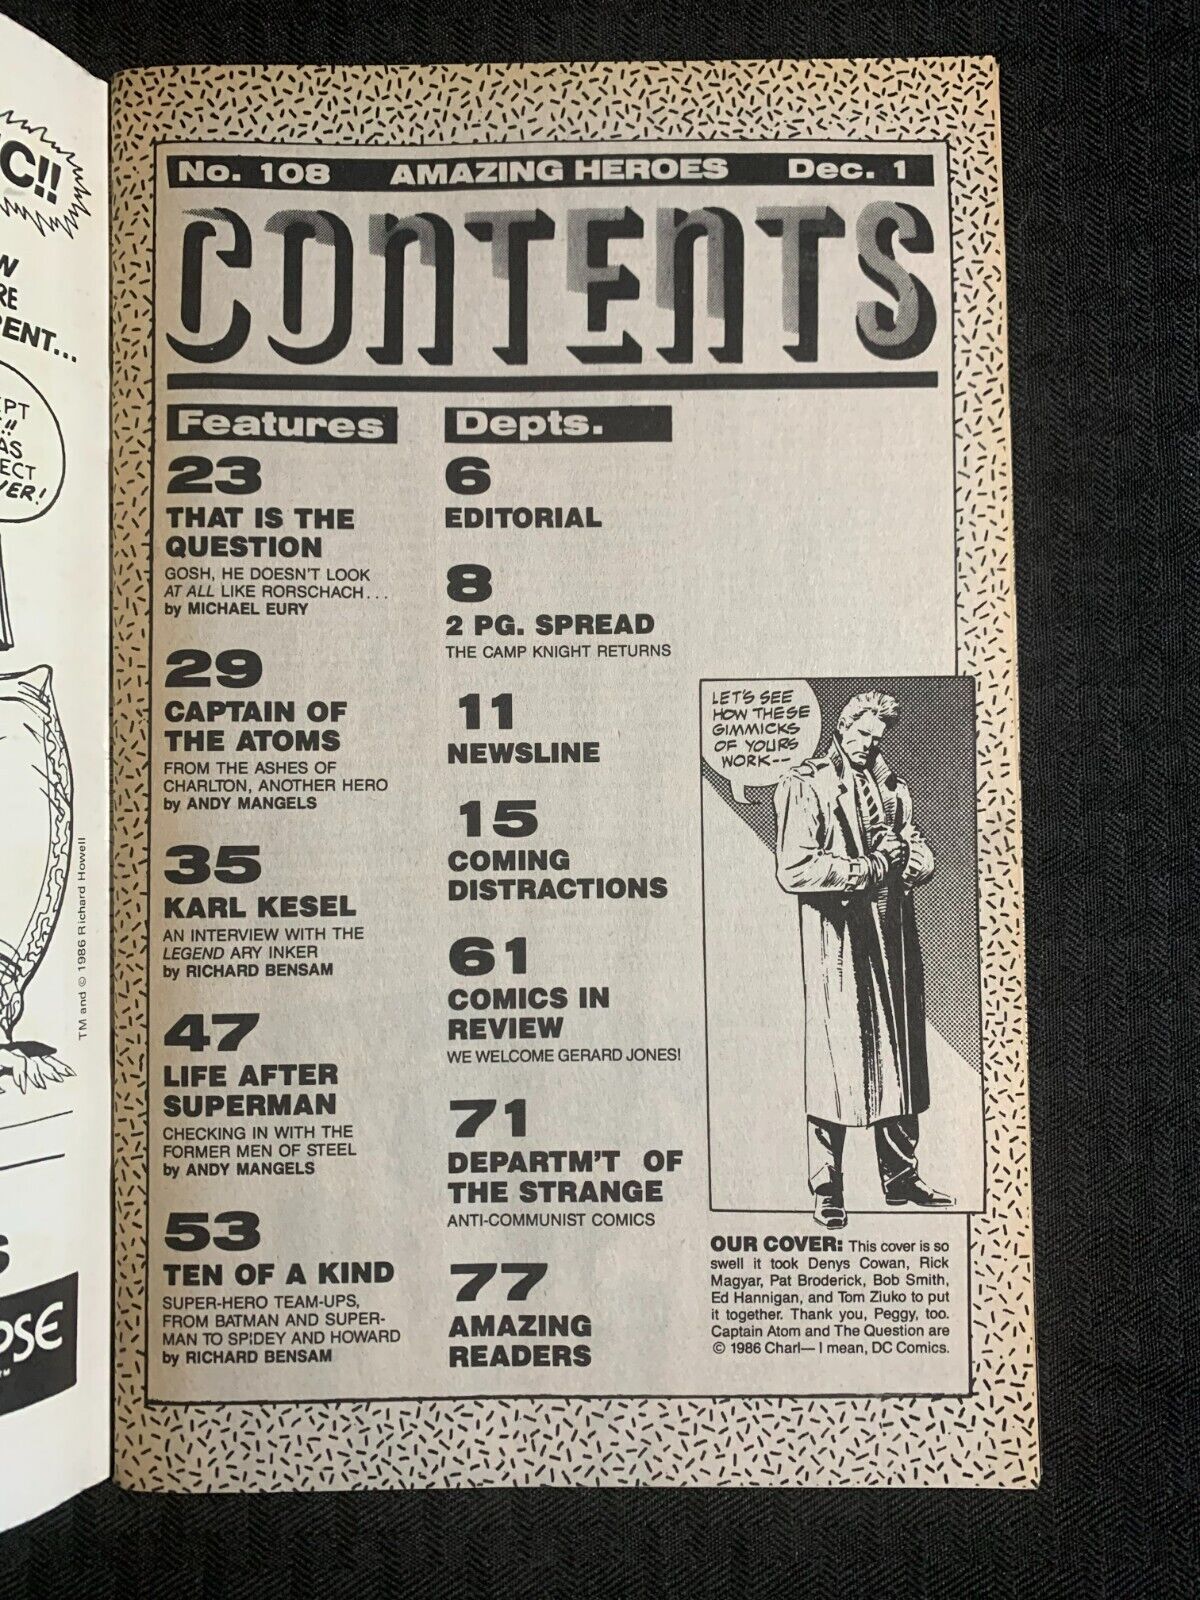 C!!
RE
RENT...
EPT
!!
AS
ECT
VER!
TM and © 1986 Richard Howell
No. 108 AMAZING HEROES Dec. 1
CONTENTS
Features
23
THAT IS THE
QUESTION
GOSH, HE DOESN'T LOOK
AT ALL LIKE RORSCHACH...
by MICHAEL EURY
29
CAPTAIN OF
THE ATOMS
FROM THE ASHES OF
CHARLTON, ANOTHER HERO
by ANDY MANGELS
35
KARL KESEL
AN INTERVIEW WITH THE
LEGEND ARY INKER
by RICHARD BENSAM
47
LIFE AFTER
SUPERMAN
CHECKING IN WITH THE
FORMER MEN OF STEEL
by ANDY MANGELS
53
TEN OF A KIND
SUPER-HERO TEAM-UPS,
FROM BATMAN AND SUPER-
MAN TO SPIDEY AND HOWARD
by RICHARD BENSAM
Depts.
6
EDITORIAL
8
2 PG. SPREAD
THE CAMP KNIGHT RETURNS
11
NEWSLINE
15
COMING
DISTRACTIONS
61
COMICS IN
REVIEW
WE WELCOME GERARD JONES!
71
DEPARTM'T OF
THE STRANGE
ANTI-COMMUNIST COMICS
77
AMAZING
READERS
LET'S SEE
HOW THESE
GIMMICKS
OF YOURS
WORK--
OUR COVER: This cover is so
swell it took Denys Cowan, Rick
Magyar, Pat Broderick, Bob Smith,
Ed Hannigan, and Tom Ziuko to put
it together. Thank you, Peggy, too.
Captain Atom and The Question are
© 1986 Charl— I mean, DC Comics.